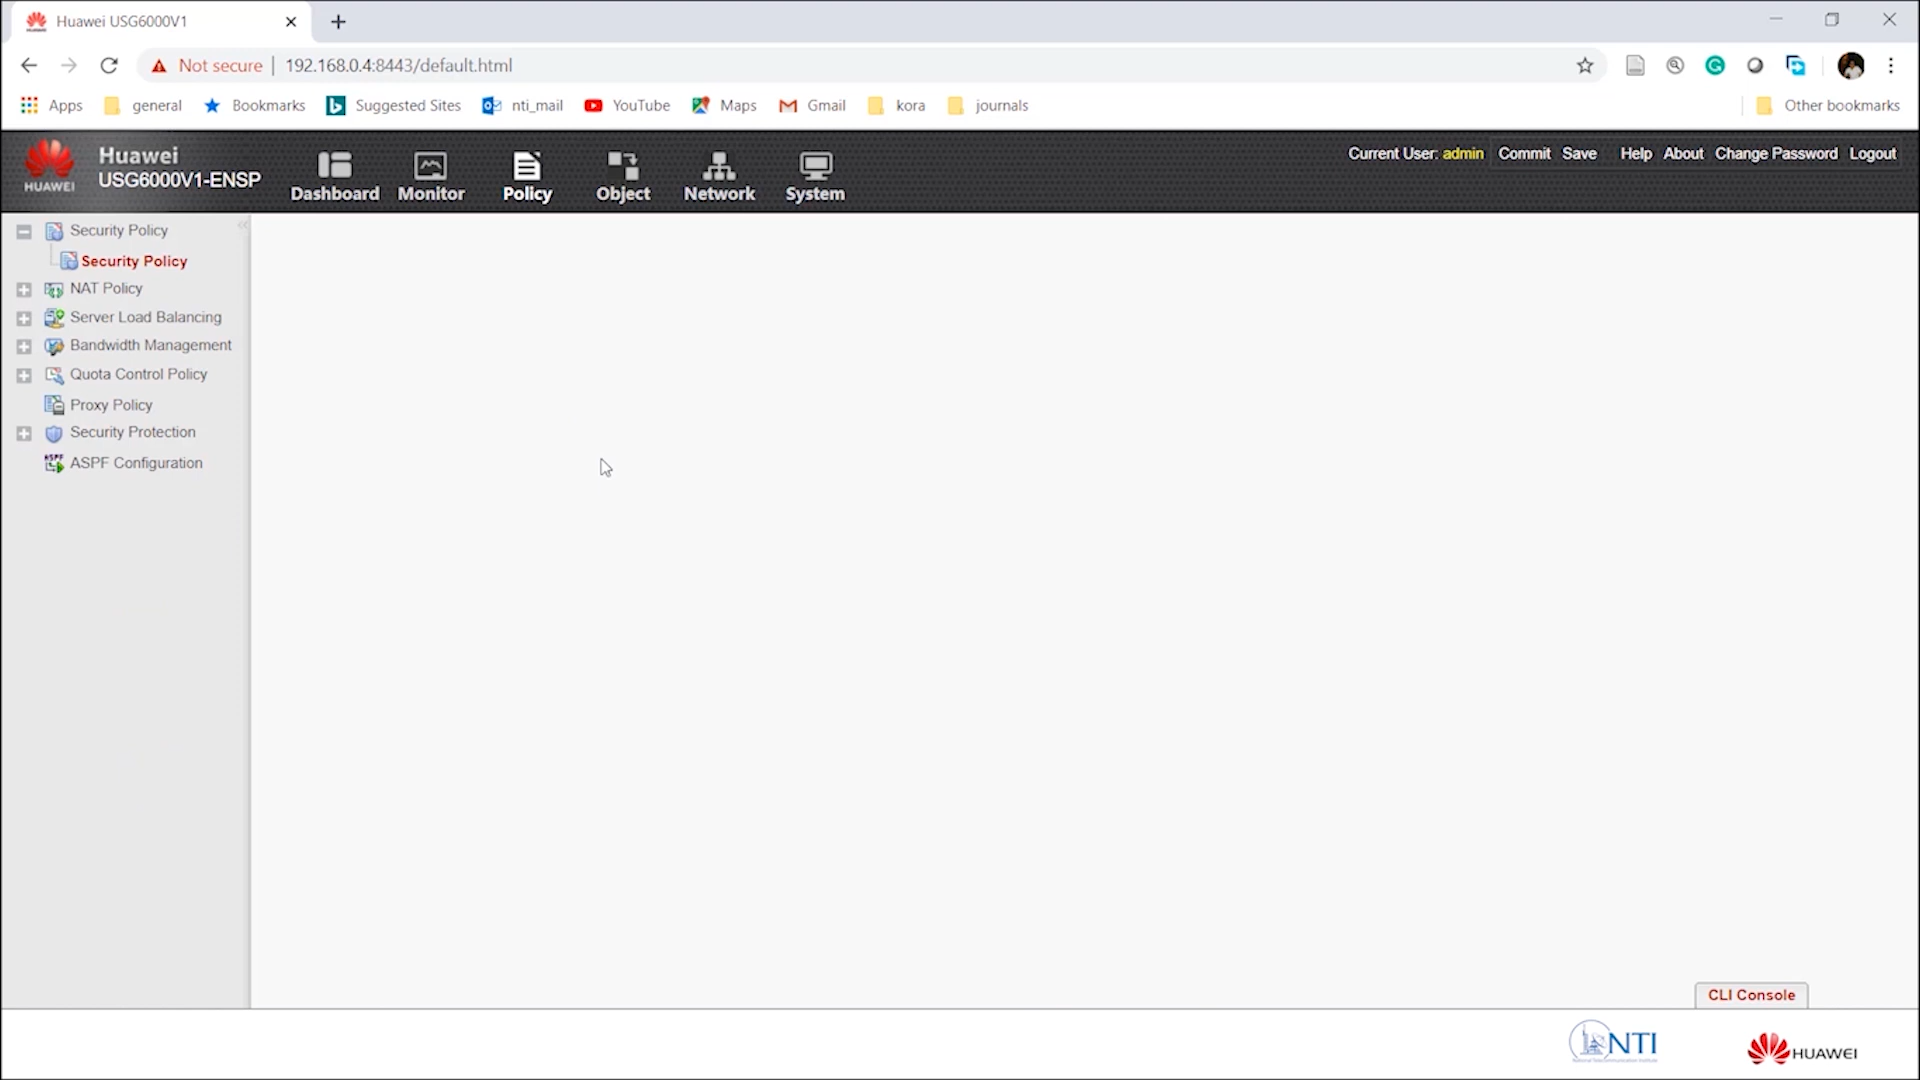 Huawei USG6000V1
Not secure | 192.168.0.4:8443/default.html
Apps general Bookmarks Suggested Sites nti_mail YouTube Maps Gmail kora journals Other bookmarks
HUAWEI
Huawei
USG6000V1-ENSP
Dashboard Monitor Policy Object Network System
Current User: admin Commit Save Help About Change Password Logout
Security Policy
Security Policy
NAT Policy
Server Load Balancing
Bandwidth Management
Quota Control Policy
Proxy Policy
Security Protection
ASPF Configuration
CLI Console
NTI
HUAWEI